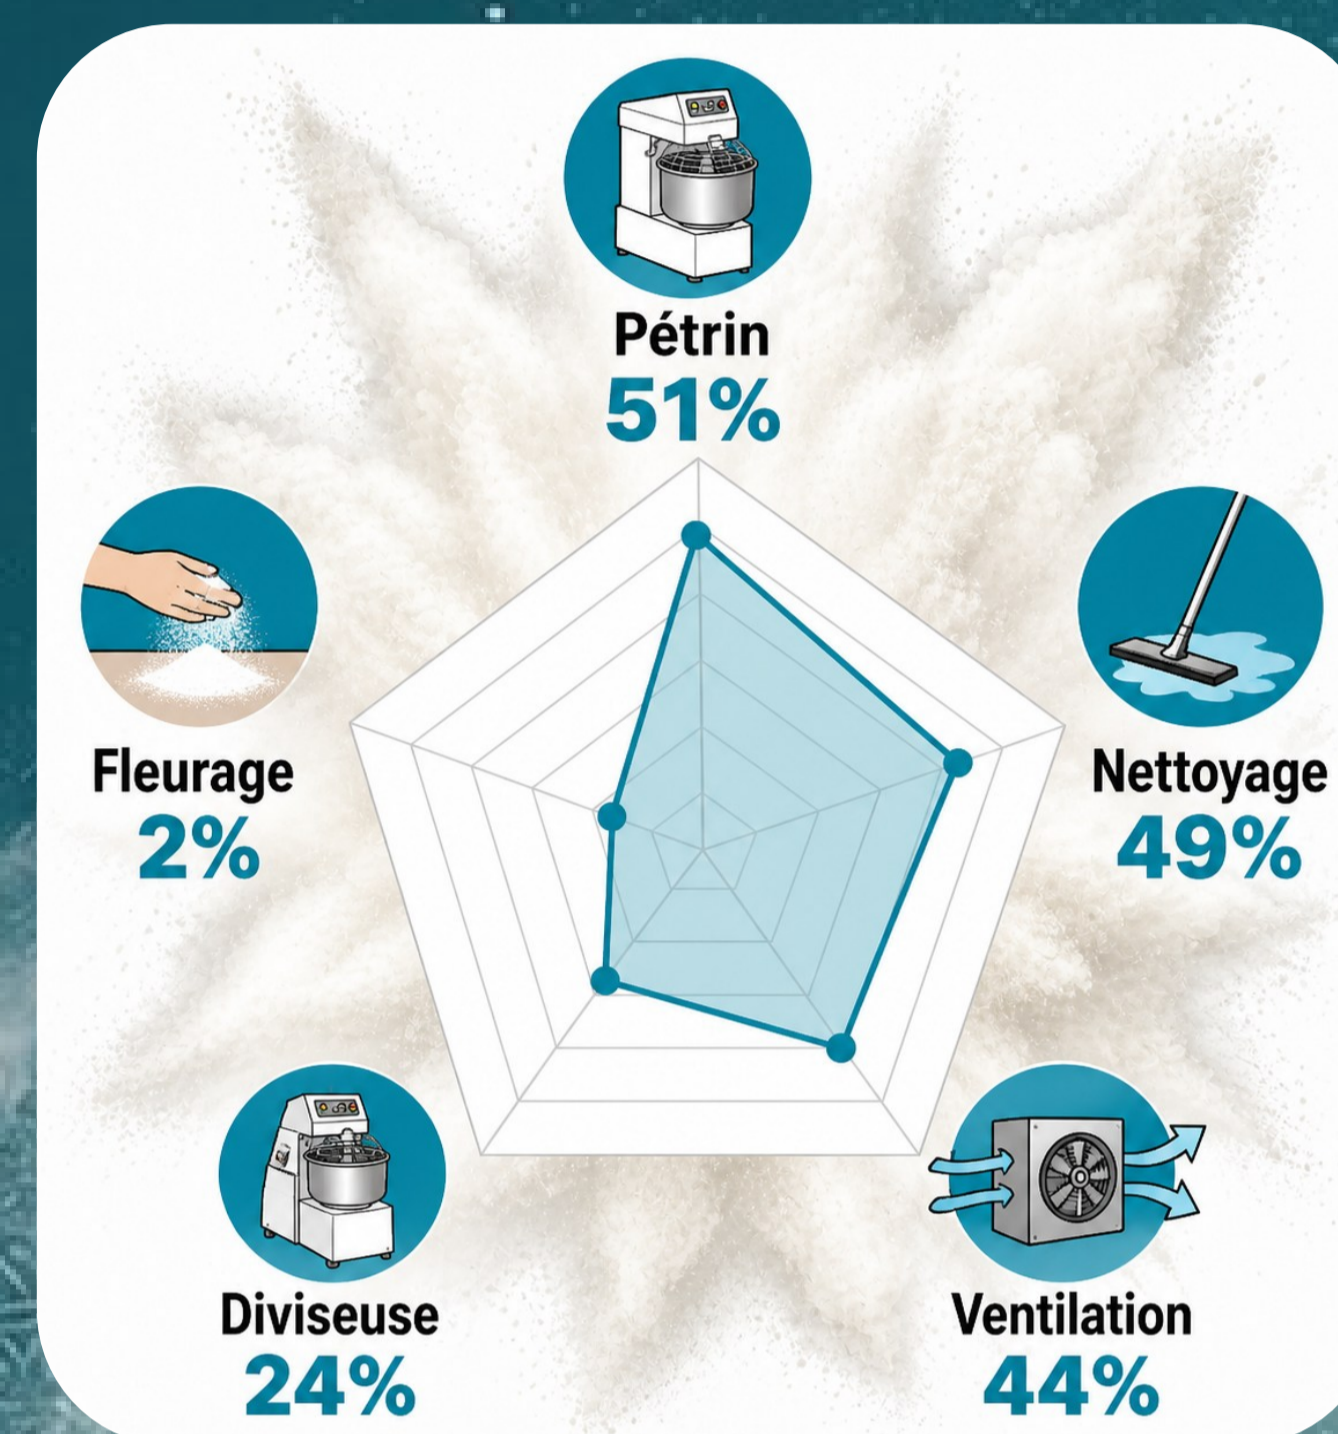 Pétrin
51%
Fleurage
2%
Nettoyage
49%
Diviseuse
24%
Ventilation
44%